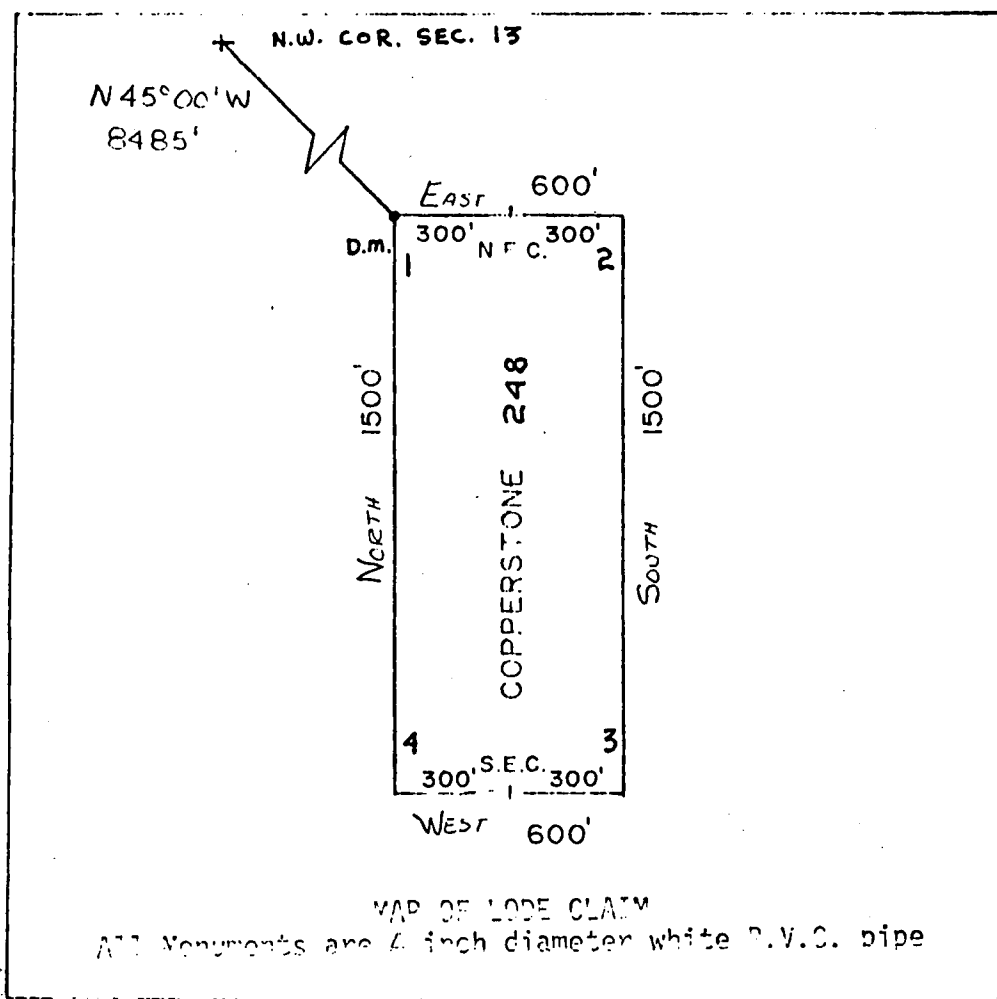 N.W. COR. SEC. 13
N 45°00' W
8485'
EAST 600'
300' 300'
D.M. N E C.
1 2
1500'
NORTH
COPPERSTONE 248
1500'
SOUTH
4 3
S.E.C.
300' 300'
WEST 600'
MAP OF LODE CLAIM
All Monuments are 4 inch diameter white P.V.C. pipe